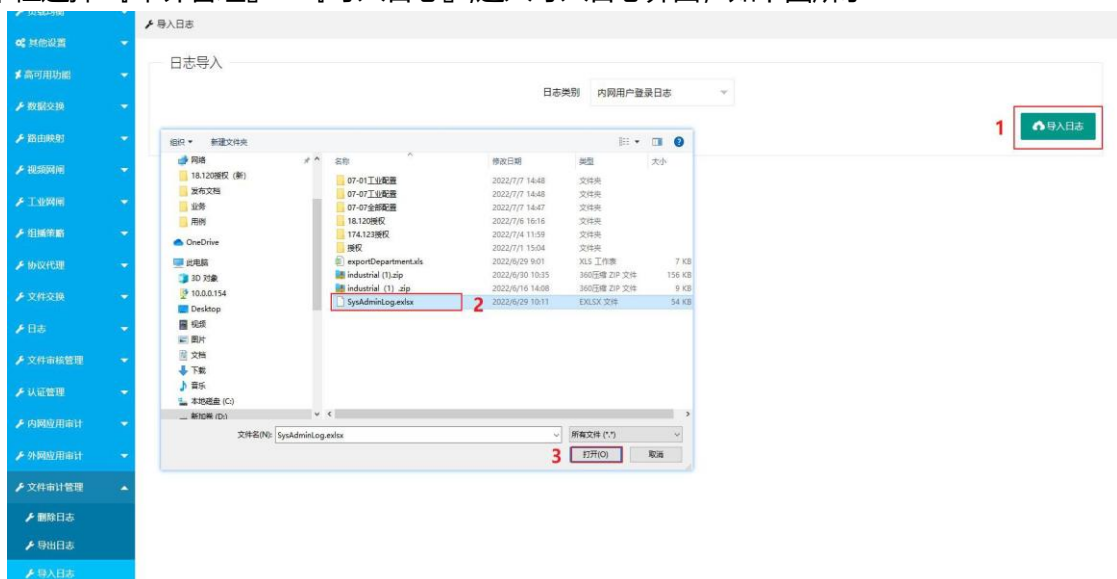 导入日志
其他设置
高可用功能
数据交换
路由映射
视频网闸
工业网闸
组播策略
协议代理
文件交换
日志
文件审核管理
认证管理
内网应用审计
外网应用审计
文件审计管理
删除日志
导出日志
导入日志
日志导入
日志类别 内网用户登录日志
1 导入日志
组织 新建文件夹
网络
18.120授权 (新)
发布文档
业务
用例
OneDrive
此电脑
3D 对象
10.0.0.154
Desktop
视频
图片
文档
下载
音乐
本地磁盘 (C:)
新加卷 (D:)
名称 修改日期 类型 大小
07-01工业配置 2022/7/7 14:48 文件夹
07-07工业配置 2022/7/7 14:48 文件夹
07-07全部配置 2022/7/7 14:47 文件夹
18.120授权 2022/7/6 16:16 文件夹
174.123授权 2022/7/4 11:59 文件夹
授权 2022/7/1 15:04 文件夹
exportDepartment.xls 2022/6/29 9:01 XLS 工作表 7 KB
industrial (1).zip 2022/6/30 10:35 360压缩 ZIP 文件 156 KB
industrial (1) .zip 2022/6/16 14:08 360压缩 ZIP 文件 9 KB
SysAdminLog.exlsx 2 2022/6/29 10:11 EXLSX 文件 54 KB
文件名(N): SysAdminLog.exlsx 所有文件 (*.*)
3 打开(O) 取消